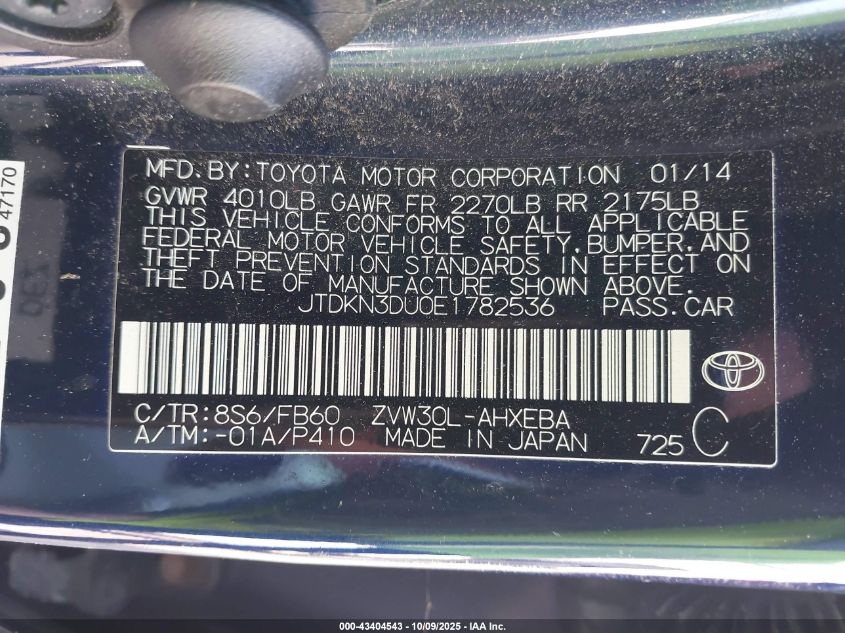 MFD.BY:TOYOTA MOTOR CORPORATION 01/14
GVWR 4010LB GAWR FR 2270LB RR 2175LB
THIS VEHICLE CONFORMS TO ALL APPLICABLE
FEDERAL MOTOR VEHICLE SAFETY,BUMPER,AND
THEFT PREVENTION STANDARDS IN EFFECT ON
THE DATE OF MANUFACTURE SHOWN ABOVE.
JTDKN3DU0E1782536 PASS.CAR
C/TR:8S6/FB60 ZVW30L-AHXEBA
A/TM:-01A/P410 MADE IN JAPAN 725 C
47170
000-43404543 - 10/09/2025 - IAA Inc.